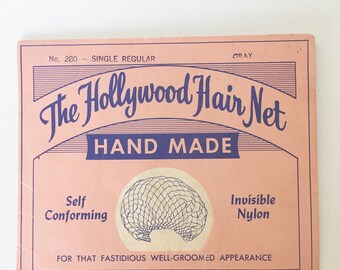 No. 280 - SINGLE REGULAR GRAY
The Hollywood Hair Net
HAND MADE
Self Conforming
Invisible Nylon
FOR THAT FASTIDIOUS WELL-GROOMED APPEARANCE